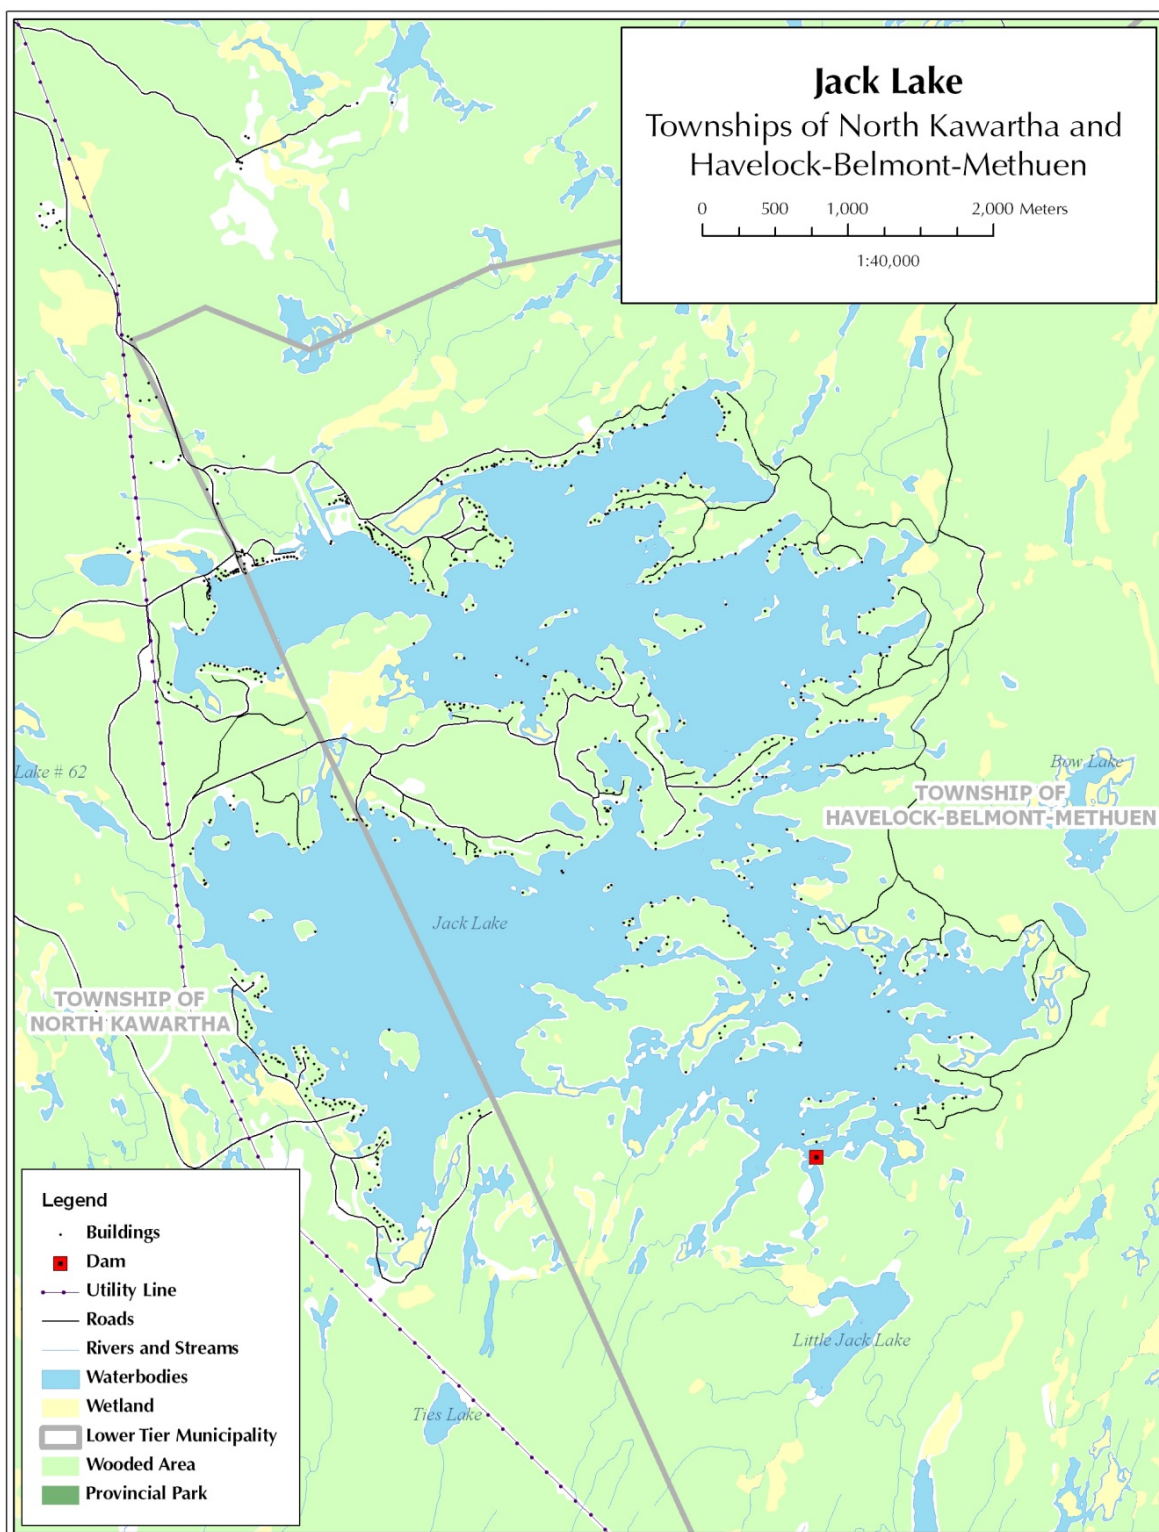 Jack Lake
Townships of North Kawartha and
Havelock-Belmont-Methuen
0 500 1,000 2,000 Meters
1:40,000
Lake # 62
Bow Lake
TOWNSHIP OF
HAVELOCK-BELMONT-METHUEN
Jack Lake
TOWNSHIP OF
NORTH KAWARTHA
Little Jack Lake
Ties Lake
Legend
Buildings
Dam
Utility Line
Roads
Rivers and Streams
Waterbodies
Wetland
Lower Tier Municipality
Wooded Area
Provincial Park